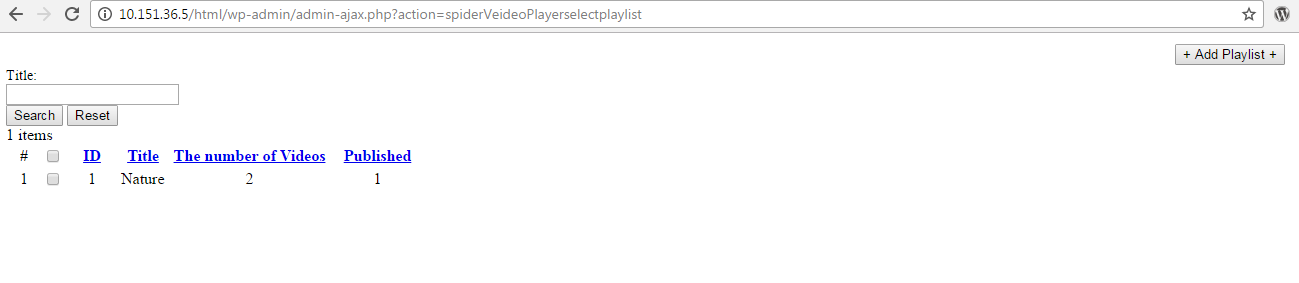 10.151.36.5/html/wp-admin/admin-ajax.php?action=spiderVeideoPlayerselectplaylist
+ Add Playlist +
Title:
Search Reset
1 items
# ID Title The number of Videos Published
1 1 Nature 2 1